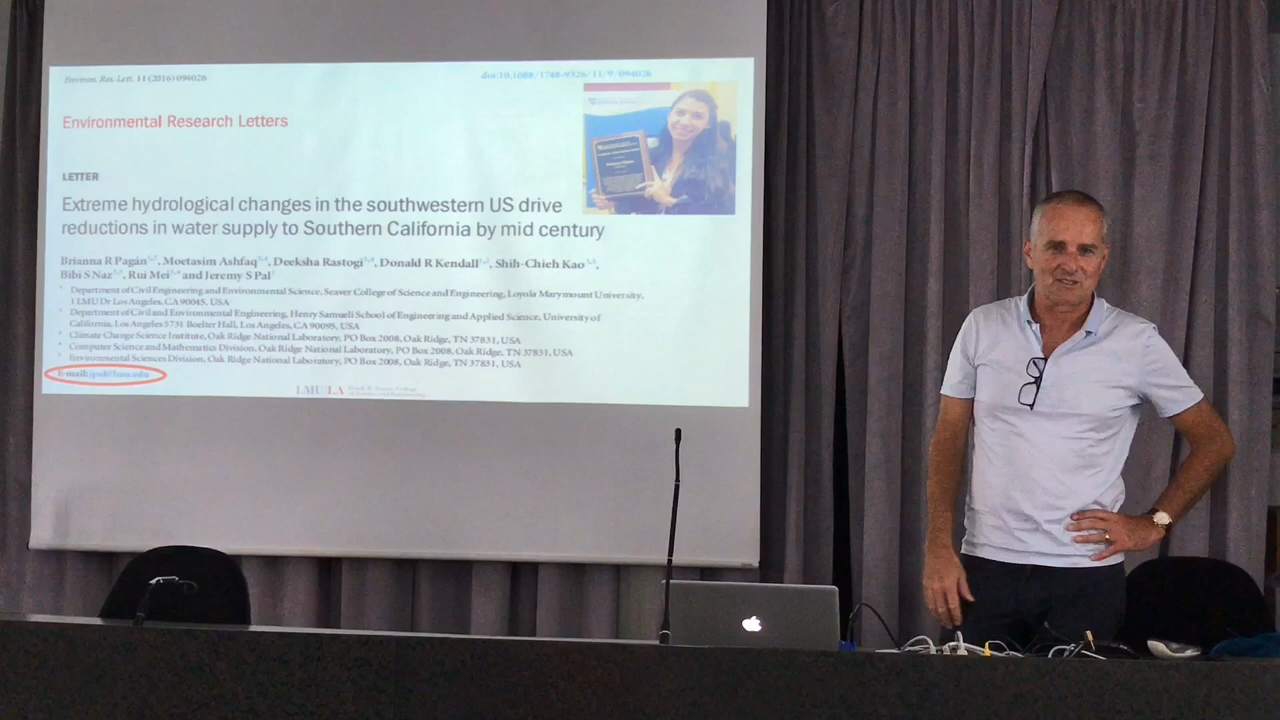 Environ. Res. Lett. 11 (2016) 094026
doi:10.1088/1748-9326/11/9/094026
Environmental Research Letters
LETTER
Extreme hydrological changes in the southwestern US drive
reductions in water supply to Southern California by mid century
Brianna R Pagán, Moetasim Ashfaq, Deeksha Rastogi, Donald R Kendall, Shih-Chieh Kao,
Bibi S Naz, Rui Mei and Jeremy S Pal
Department of Civil Engineering and Environmental Science, Seaver College of Science and Engineering, Loyola Marymount University,
1 LMU Dr Los Angeles, CA 90045, USA
Department of Civil and Environmental Engineering, Henry Samueli School of Engineering and Applied Science, University of
California, Los Angeles 5731 Boelter Hall, Los Angeles, CA 90095, USA
Climate Change Science Institute, Oak Ridge National Laboratory, PO Box 2008, Oak Ridge, TN 37831, USA
Computer Science and Mathematics Division, Oak Ridge National Laboratory, PO Box 2008, Oak Ridge, TN 37831, USA
Environmental Sciences Division, Oak Ridge National Laboratory, PO Box 2008, Oak Ridge, TN 37831, USA
E-mail: jpal@lmu.edu
LMU LA